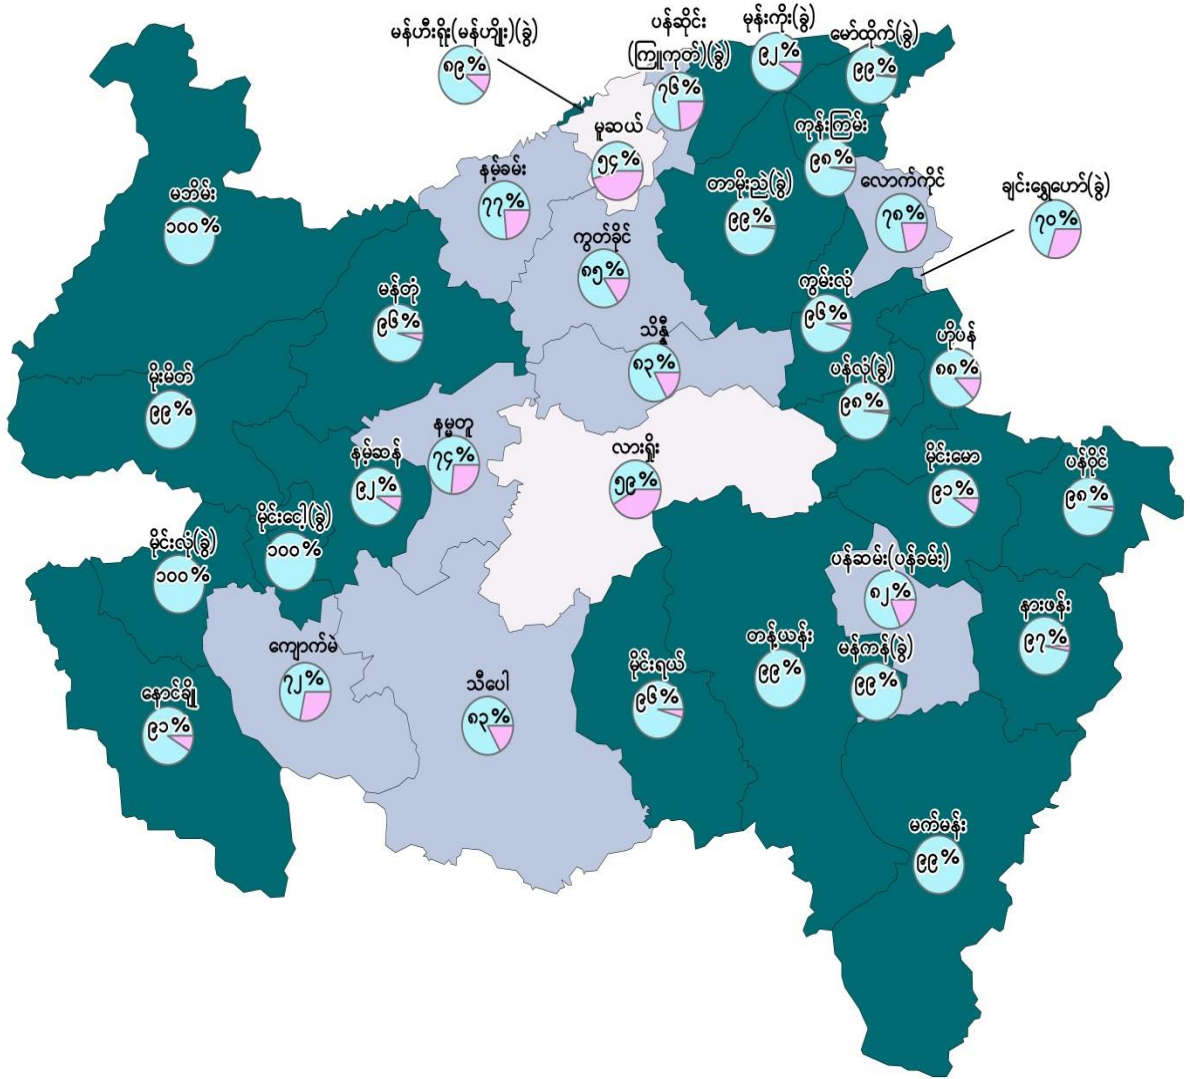 မန်ဟီးရိုး(မန်ဟျိုး)(ခွဲ)
၈၉%
ပန်ဆိုင်း
(ကြူကုတ်)(ခွဲ)
၇၆%
မုန်းကိုး(ခွဲ)
၉၂%
မော်ထိုက်(ခွဲ)
၉၉%
မူဆယ်
၅၄%
ကုန်းကြမ်း
၉၈%
နမ့်ခမ်း
၇၇%
တာမိုးညဲ(ခွဲ)
၉၉%
လောက်ကိုင်
၇၈%
ချင်းရွှေဟော်(ခွဲ)
၇၀%
မဘိမ်း
၁၀၀%
ကွတ်ခိုင်
၈၅%
မန်တုံ
၉၆%
ကွမ်းလုံ
၉၆%
သိန္နီ
၈၃%
ဟိုပန်
၈၈%
မိုးမိတ်
၉၉%
ပန်လုံ(ခွဲ)
၉၈%
နမ္မတူ
၇၄%
နမ့်ဆန်
၉၂%
လားရှိုး
၅၉%
မိုင်းမော
၉၁%
ပန်ဝိုင်
၉၈%
မိုင်းငေါ့(ခွဲ)
၁၀၀%
မိုင်းလုံ(ခွဲ)
၁၀၀%
ပန်ဆမ်း(ပန်ခမ်း)
၈၂%
နားဖန်း
၉၇%
ကျောက်မဲ
၇၂%
တန့်ယန်း
၉၉%
မန်ကန်(ခွဲ)
၉၉%
မိုင်းရယ်
၉၆%
သီပေါ
၈၃%
နောင်ချို
၉၁%
မက်မန်း
၉၉%